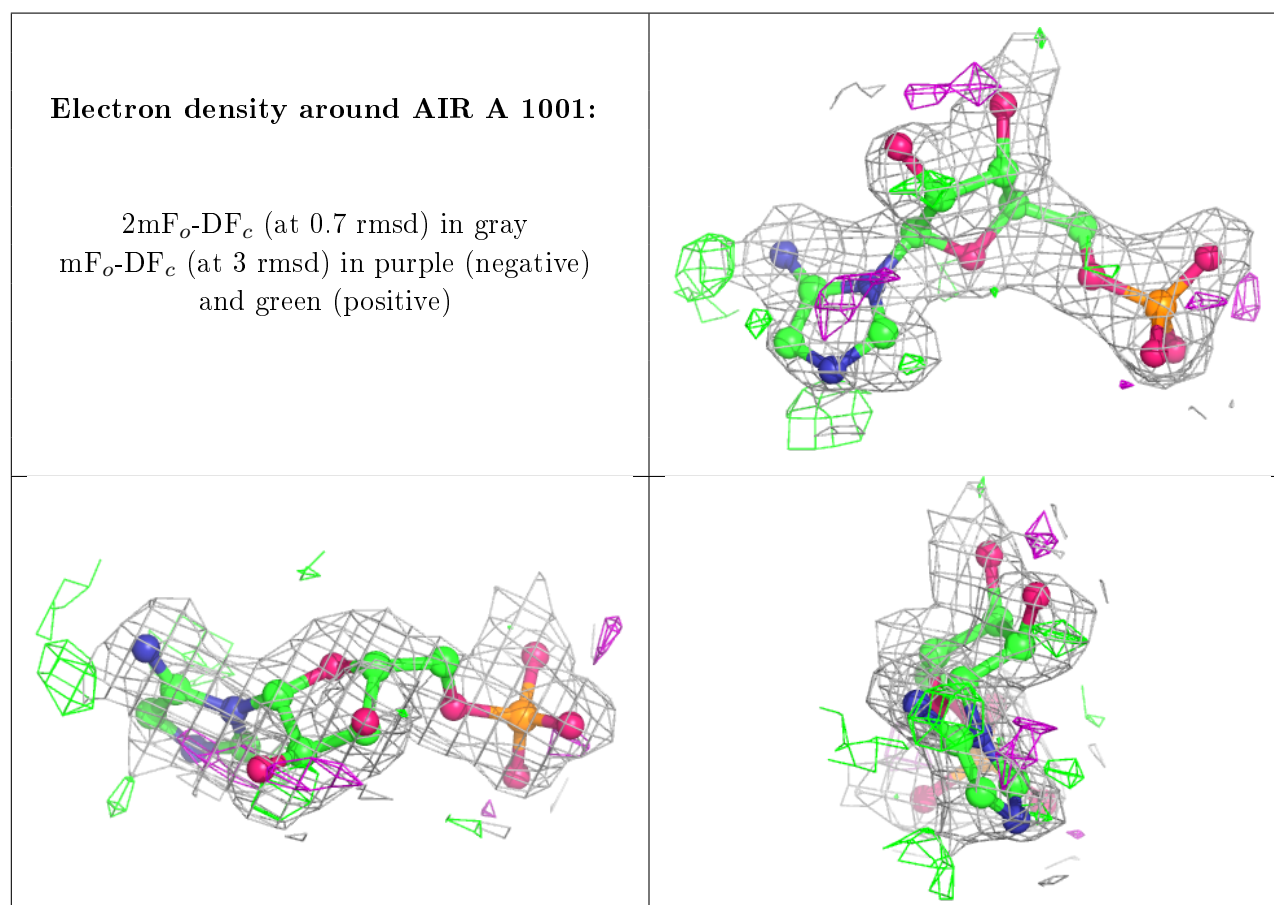 Electron density around AIR A 1001:
2mFo-DFc (at 0.7 rmsd) in gray
mFo-DFc (at 3 rmsd) in purple (negative)
and green (positive)